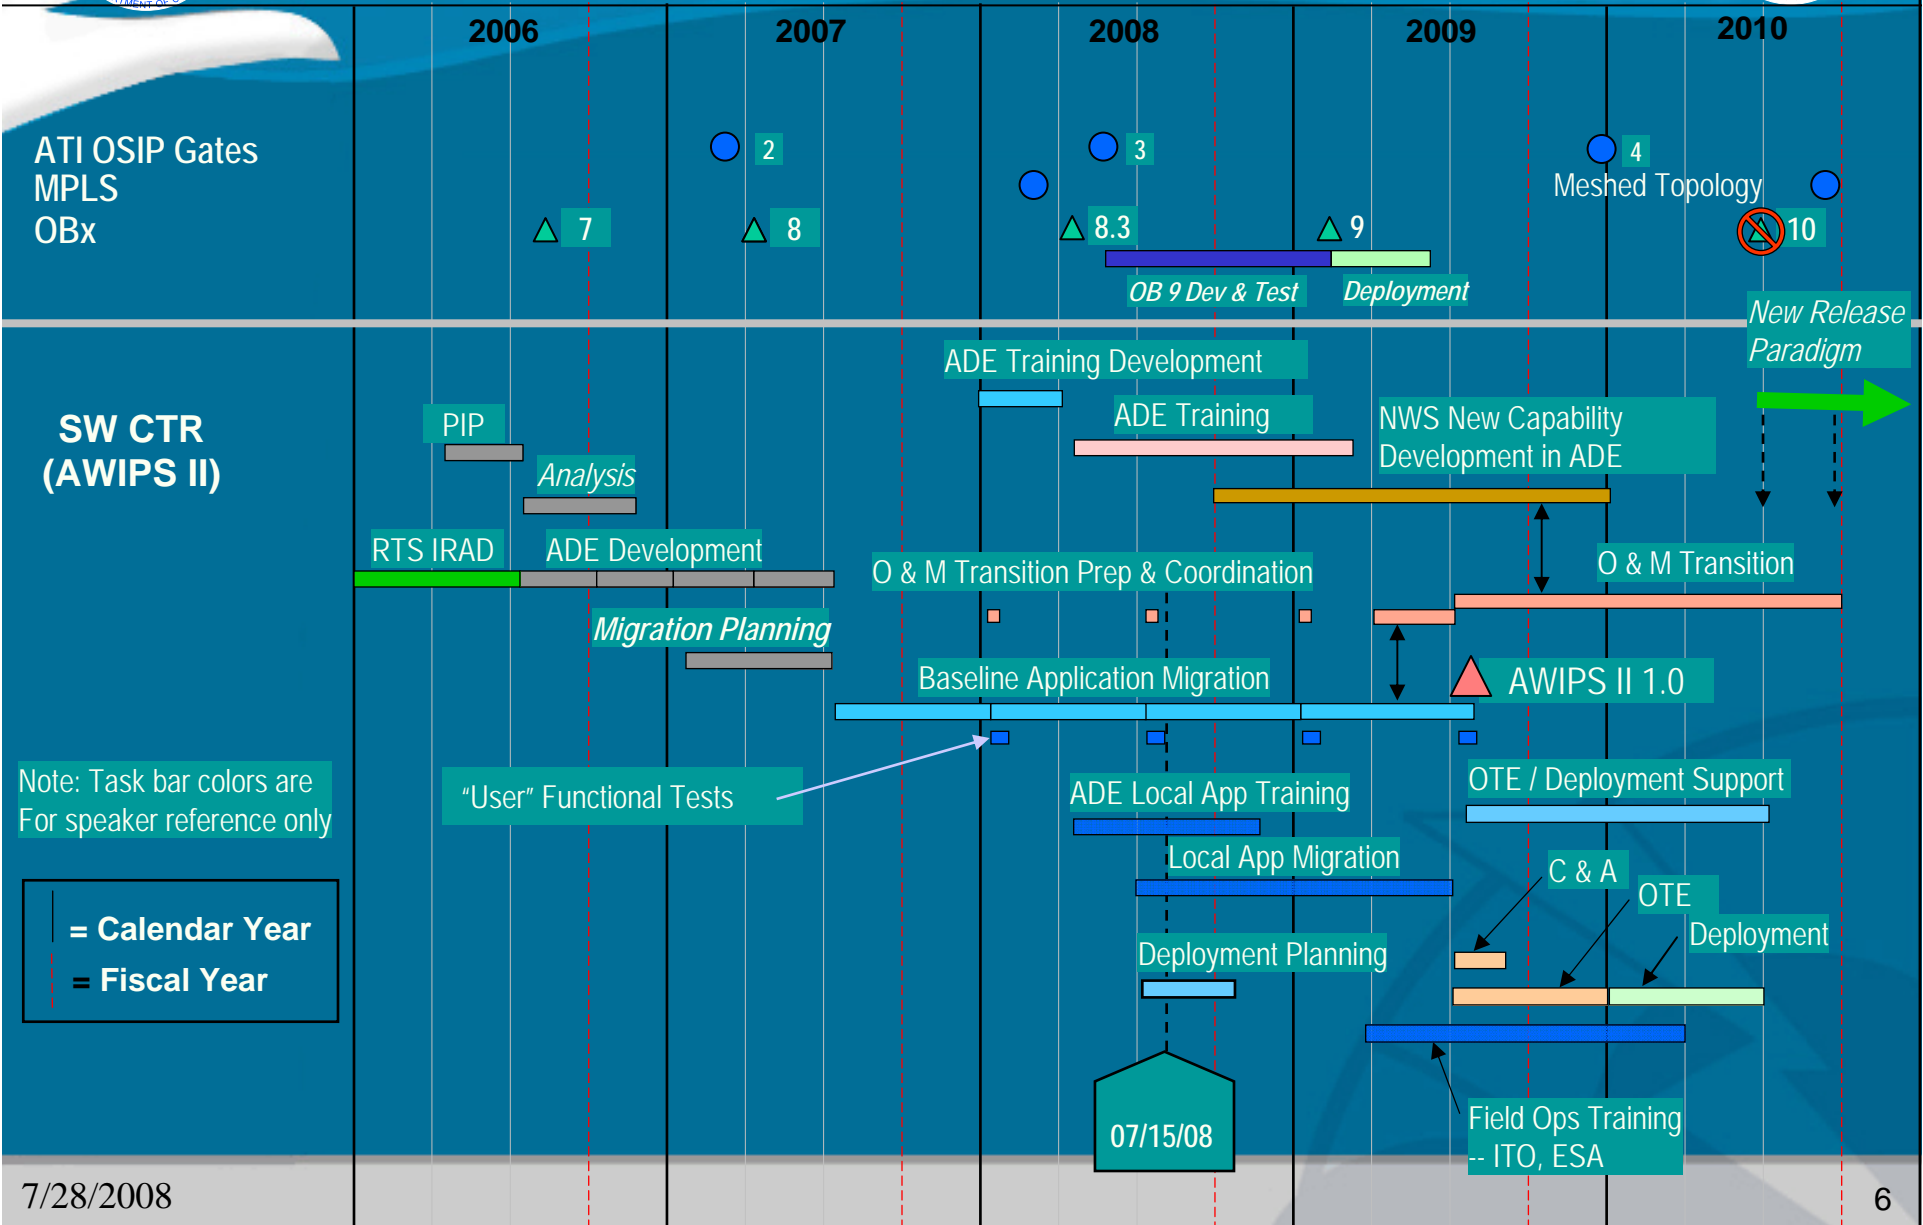 2006 2007 2008 2009 2010
ATI OSIP Gates 2 3 4
MPLS Meshed Topology
OBx 7 8 8.3 9 10
OB 9 Dev & Test Deployment
New Release
Paradigm
SW CTR
(AWIPS II)
ADE Training Development
PIP
ADE Training
NWS New Capability
Development in ADE
Analysis
RTS IRAD
ADE Development
O & M Transition Prep & Coordination
O & M Transition
Migration Planning
Baseline Application Migration
AWIPS II 1.0
Note: Task bar colors are
For speaker reference only
"User" Functional Tests
ADE Local App Training
OTE / Deployment Support
Local App Migration
C & A
OTE
Deployment
Deployment Planning
= Calendar Year
= Fiscal Year
07/15/08
Field Ops Training
-- ITO, ESA
7/28/2008
6